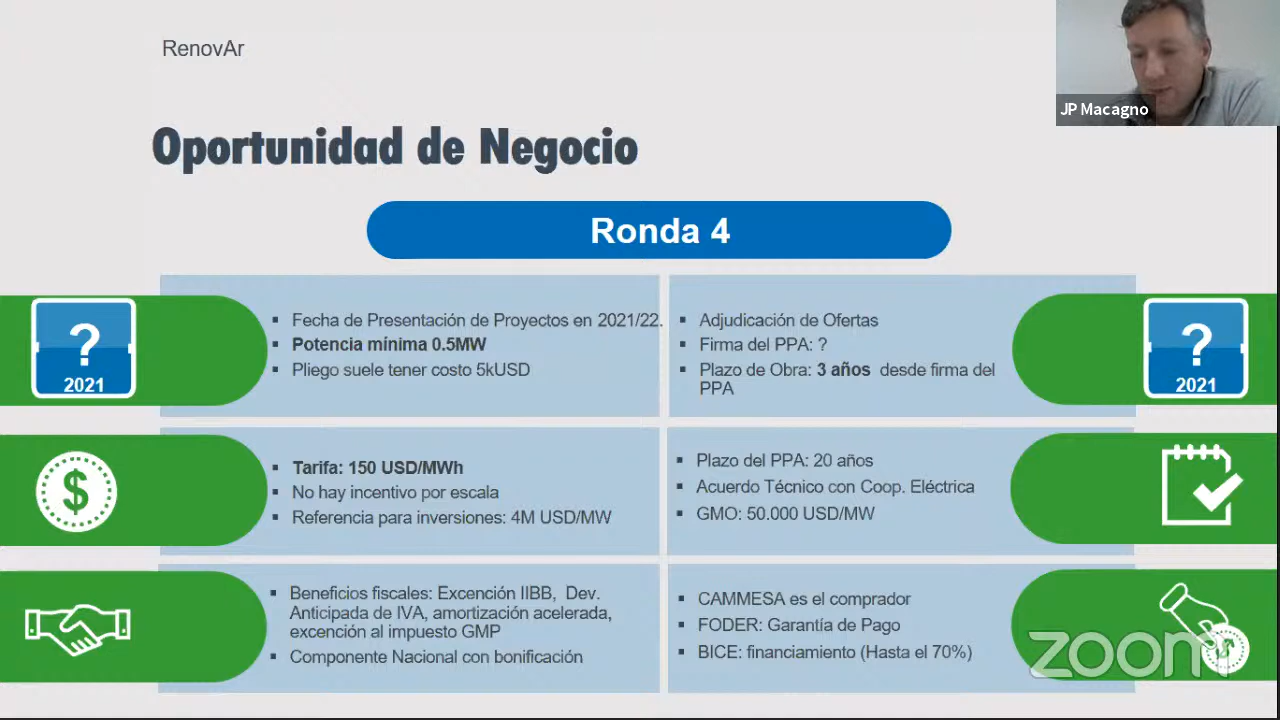 RenovAr
JP Macagno
Oportunidad de Negocio
Ronda 4
?
2021
▪ Fecha de Presentación de Proyectos en 2021/22.
▪ Potencia mínima 0.5MW
▪ Pliego suele tener costo 5kUSD
▪ Adjudicación de Ofertas
▪ Firma del PPA: ?
▪ Plazo de Obra: 3 años desde firma del
PPA
?
2021
$
▪ Tarifa: 150 USD/MWh
▪ No hay incentivo por escala
▪ Referencia para inversiones: 4M USD/MW
▪ Plazo del PPA: 20 años
▪ Acuerdo Técnico con Coop. Eléctrica
▪ GMO: 50.000 USD/MW
▪ Beneficios fiscales: Excención IIBB, Dev.
Anticipada de IVA, amortización acelerada,
excención al impuesto GMP
▪ Componente Nacional con bonificación
▪ CAMMESA es el comprador
▪ FODER: Garantía de Pago
▪ BICE: financiamiento (Hasta el 70%)
zoom